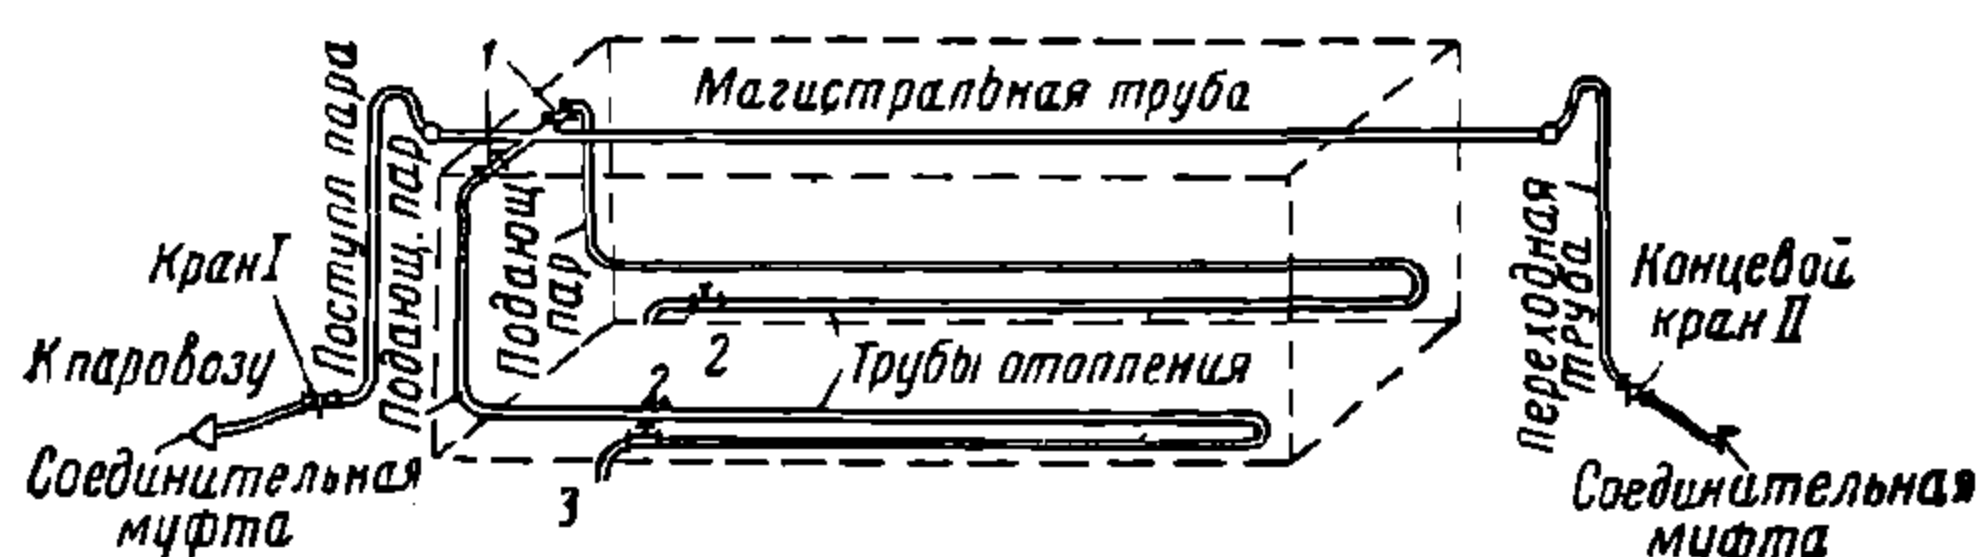 1
Магистральная труба
Поступл пара
Подающ. пар
Подающ
пар
Кран I
К паровозу
Соединительная
муфта
2
Трубы отопления
2
3
Переходная
труба
Концевой
кран II
Соединительная
муфта